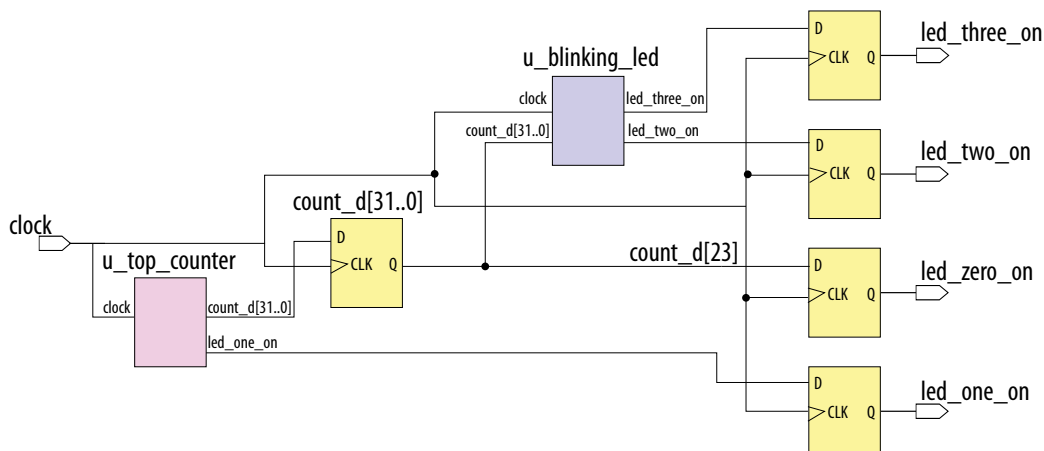 led_three_on
D
CLK Q
u_blinking_led
clock
led_three_on
count_d[31..0]
led_two_on
D
CLK Q
led_two_on
count_d[31..0]
D
CLK Q
clock
u_top_counter
clock
count_d[31..0]
led_one_on
count_d[23]
D
CLK Q
led_zero_on
D
CLK Q
led_one_on